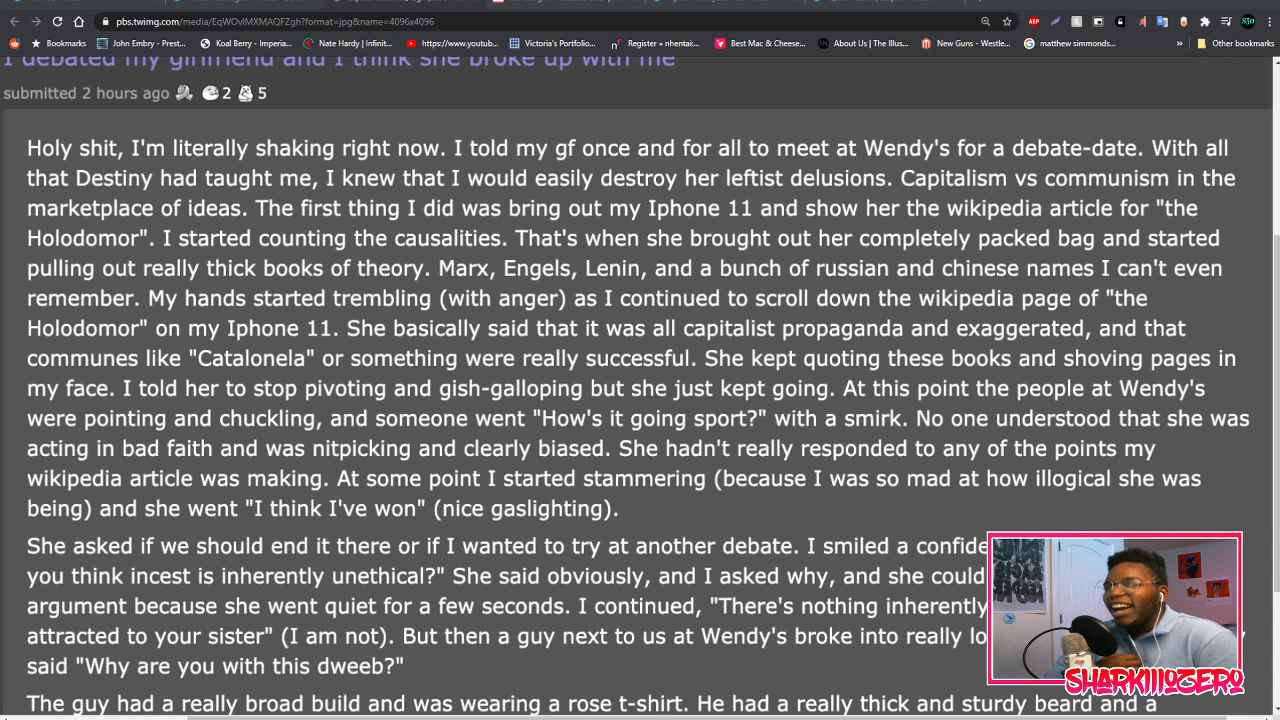 pbs.twimg.com/media/EqWOvlMXMAQFZgh?format=jpg&name=4096x4096
Bookmarks John Embry - Prest... Koal Berry - Imperia... Nate Hardy | Infinit... https://www.youtub... Victoria's Portfolio... Register » nhentai... Best Mac & Cheese... About Us | The Illus... New Guns - Westle... matthew simmonds... » Other bookmarks
I debated my girlfriend and I think she broke up with me
submitted 2 hours ago 2 5
Holy shit, I'm literally shaking right now. I told my gf once and for all to meet at Wendy's for a debate-date. With all
that Destiny had taught me, I knew that I would easily destroy her leftist delusions. Capitalism vs communism in the
marketplace of ideas. The first thing I did was bring out my Iphone 11 and show her the wikipedia article for "the
Holodomor". I started counting the causalities. That's when she brought out her completely packed bag and started
pulling out really thick books of theory. Marx, Engels, Lenin, and a bunch of russian and chinese names I can't even
remember. My hands started trembling (with anger) as I continued to scroll down the wikipedia page of "the
Holodomor" on my Iphone 11. She basically said that it was all capitalist propaganda and exaggerated, and that
communes like "Catalonela" or something were really successful. She kept quoting these books and shoving pages in
my face. I told her to stop pivoting and gish-galloping but she just kept going. At this point the people at Wendy's
were pointing and chuckling, and someone went "How's it going sport?" with a smirk. No one understood that she was
acting in bad faith and was nitpicking and clearly biased. She hadn't really responded to any of the points my
wikipedia article was making. At some point I started stammering (because I was so mad at how illogical she was
being) and she went "I think I've won" (nice gaslighting).
She asked if we should end it there or if I wanted to try at another debate. I smiled a confide
you think incest is inherently unethical?" She said obviously, and I asked why, and she could
argument because she went quiet for a few seconds. I continued, "There's nothing inherently
attracted to your sister" (I am not). But then a guy next to us at Wendy's broke into really lo
said "Why are you with this dweeb?"
The guy had a really broad build and was wearing a rose t-shirt. He had a really thick and sturdy beard and a
SHARK1110ZER0